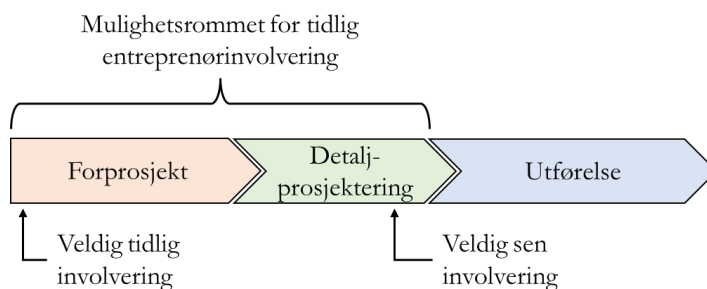 Mulighetsrommet for tidlig
entreprenørinvolvering
Forprosjekt
Detalj-
prosjektering
Utførelse
Veldig tidlig
involvering
Veldig sen
involvering